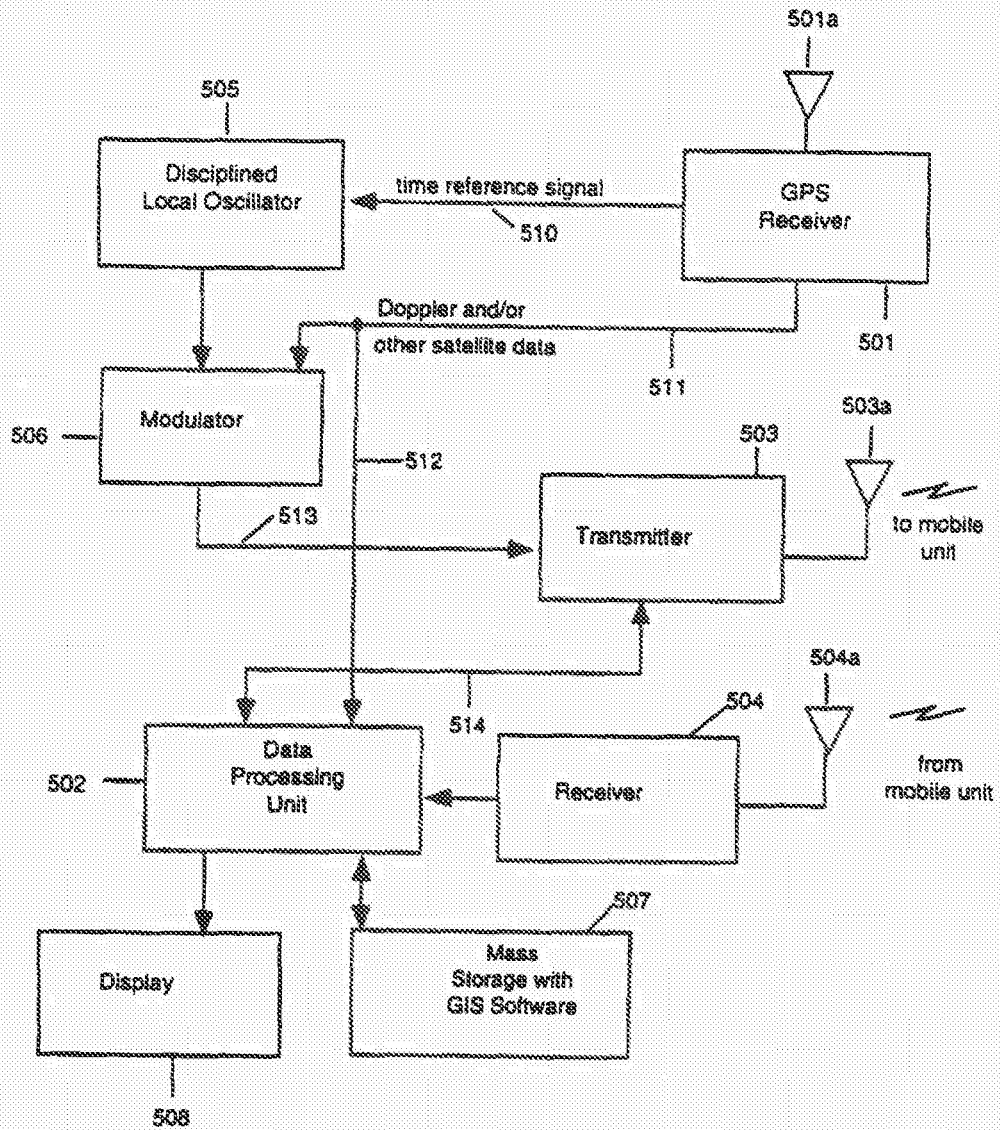 501a
505
Disciplined
Local Oscillator
time reference signal
510
GPS
Receiver
501
Doppler and/or
other satellite data
511
506
Modulator
512
513
503
503a
Transmitter
to mobile
unit
514
504
504a
502
Data
Processing
Unit
Receiver
from
mobile unit
507
Display
Mass
Storage with
GIS Software
508